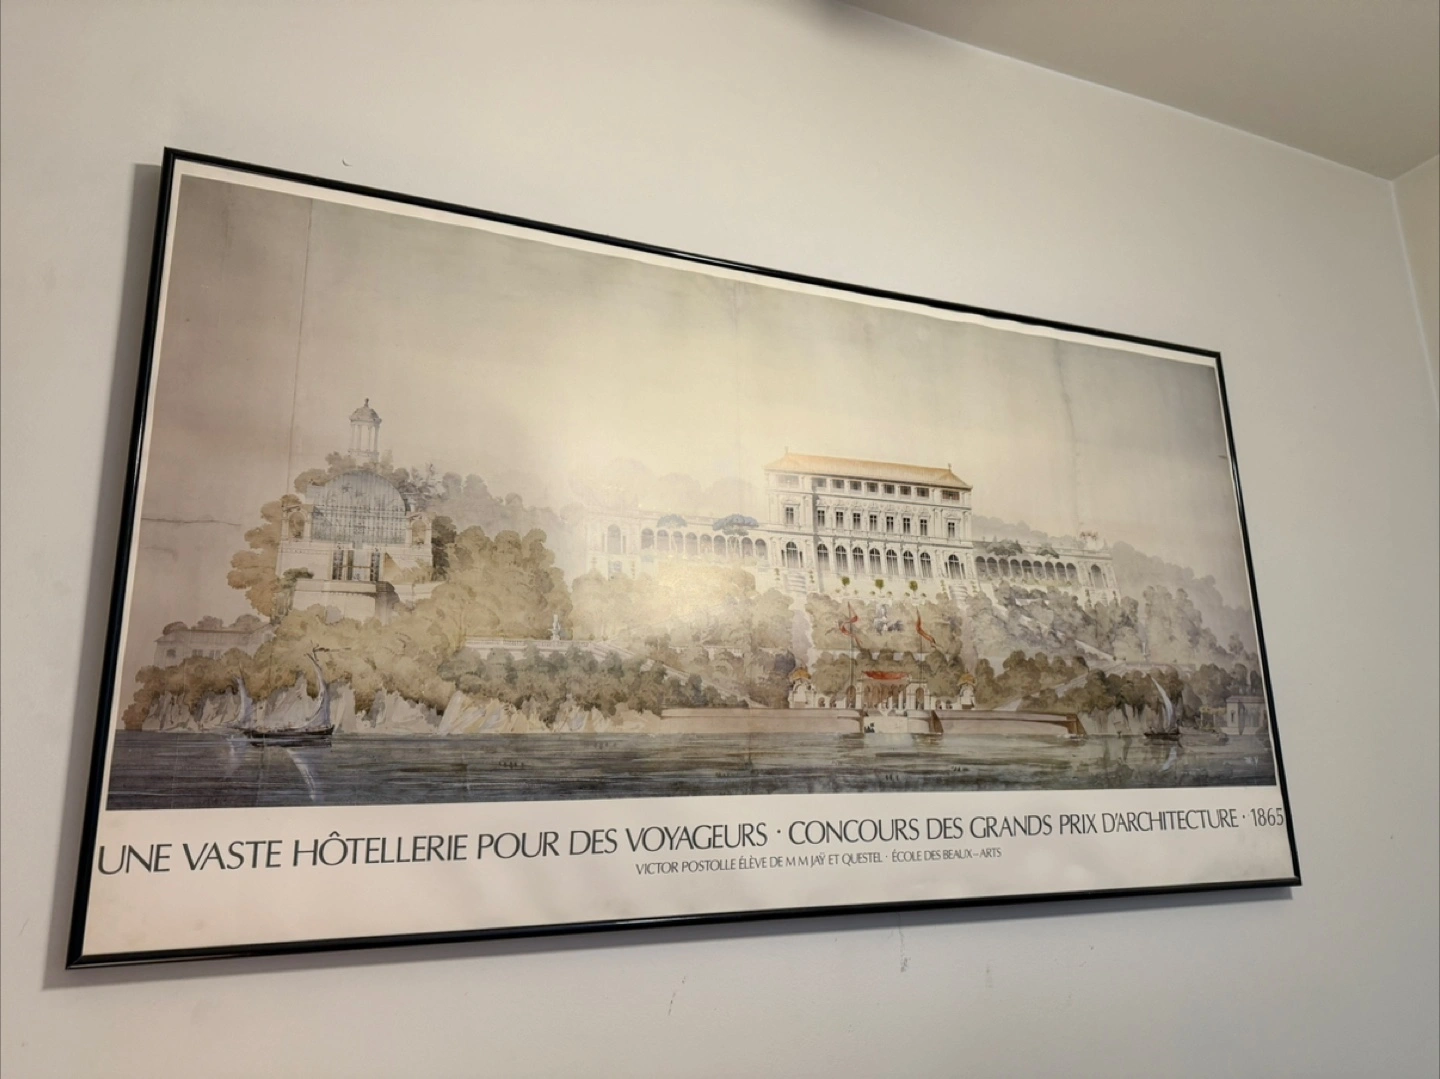 UNE VASTE HÔTELLERIE POUR DES VOYAGEURS · CONCOURS DES GRANDS PRIX D'ARCHITECTURE · 1865
VICTOR POSTOLLE ÉLÈVE DE M M JAŸ ET QUESTEL · ÉCOLE DES BEAUX-ARTS